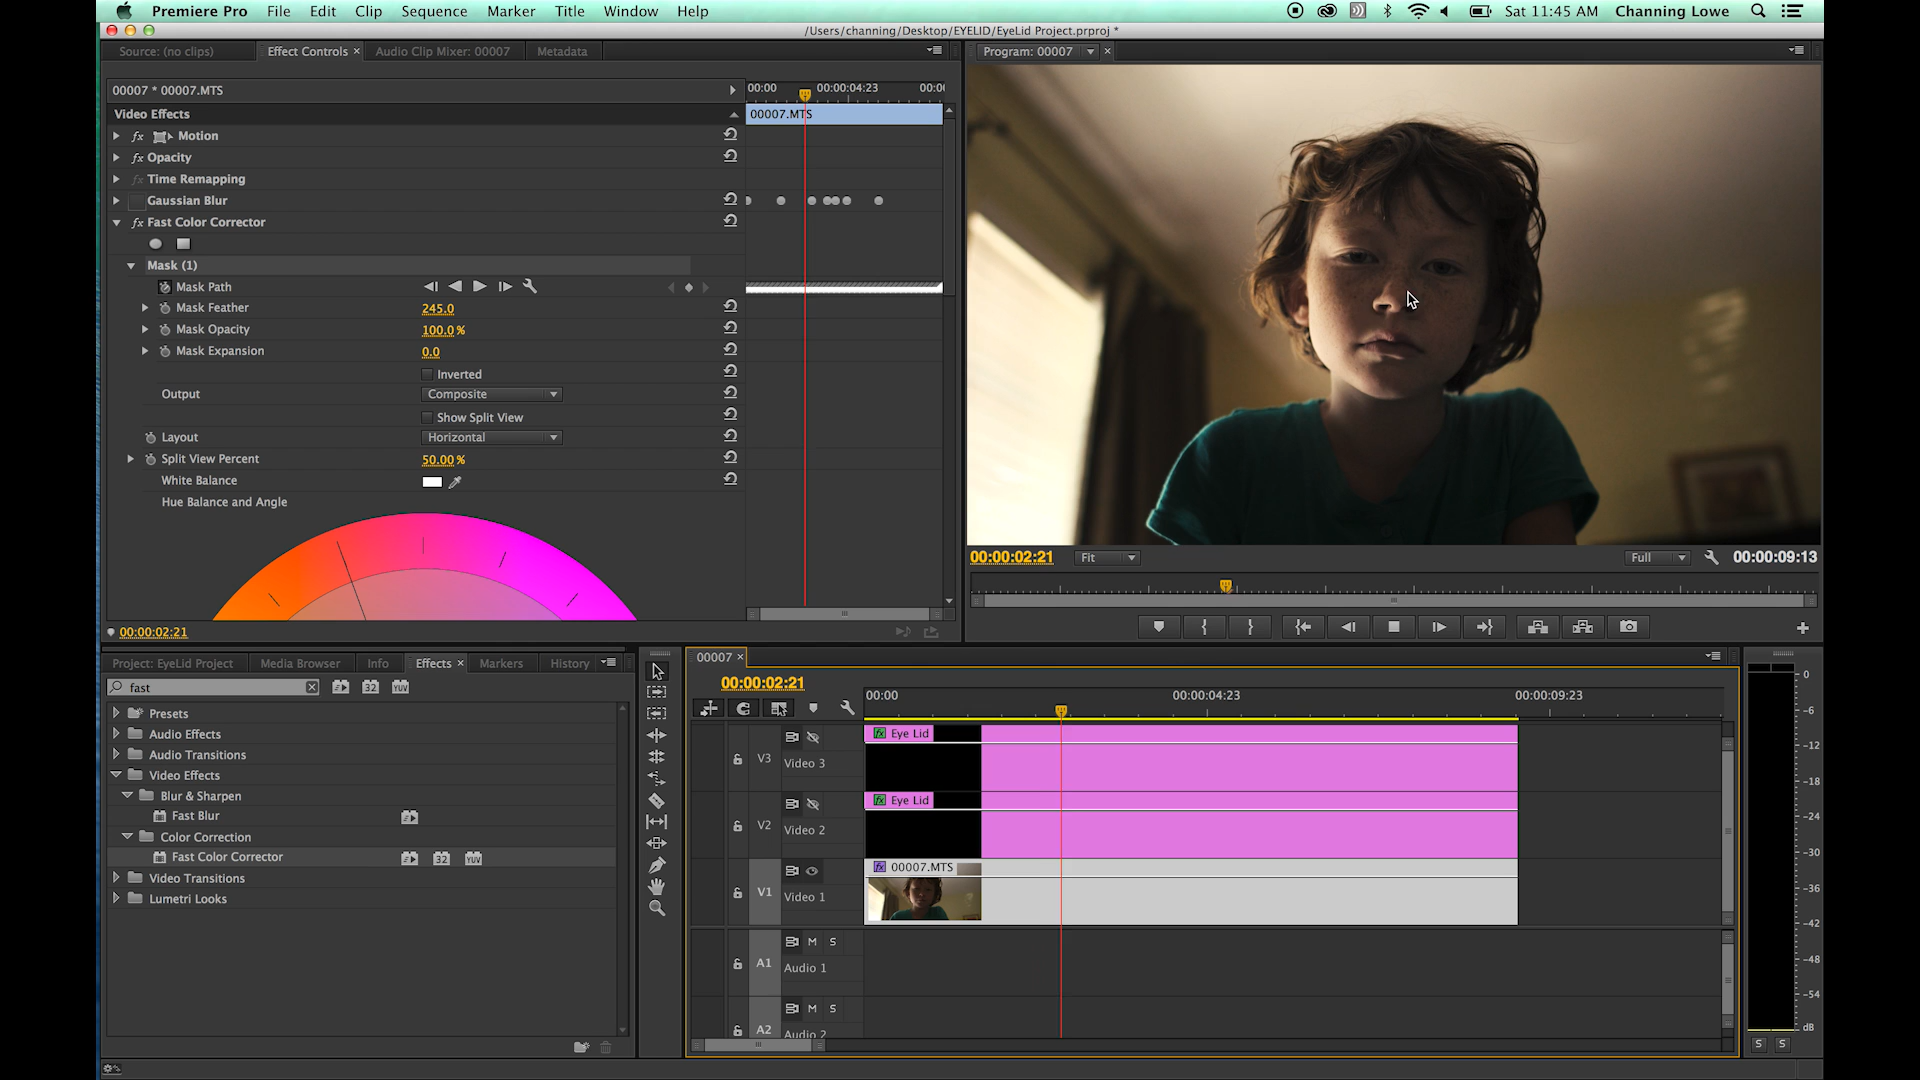 Premiere Pro File Edit Clip Sequence Marker Title Window Help Sat 11:45 AM Channing Lowe
/Users/channing/Desktop/EYELID/EyeLid Project.prproj *
Source: (no clips) Effect Controls × Audio Clip Mixer: 00007 Metadata
Program: 00007 ×
00007 * 00007.MTS
00:00 00:00:04:23
Video Effects
00007.MTS
fx Motion
fx Opacity
fx Time Remapping
Gaussian Blur
fx Fast Color Corrector
Mask (1)
Mask Path
Mask Feather 245.0
Mask Opacity 100.0 %
Mask Expansion 0.0
Inverted
Output Composite
Show Split View
Layout Horizontal
Split View Percent 50.00 %
White Balance
Hue Balance and Angle
00:00:02:21
00:00:02:21 Fit Full 00:00:09:13
Project: EyeLid Project Media Browser Info Effects × Markers History
fast 32 YUV
Presets
Audio Effects
Audio Transitions
Video Effects
Blur & Sharpen
Fast Blur
Color Correction
Fast Color Corrector 32 YUV
Video Transitions
Lumetri Looks
00007 ×
00:00:02:21
00:00 00:00:04:23 00:00:09:23
fx Eye Lid
V3 Video 3
fx Eye Lid
V2 Video 2
fx 00007.MTS
V1 Video 1
M S
A1 Audio 1
M S
A2 Audio 2
0
-6
-12
-18
-24
-30
-36
-42
-48
-54
dB
S S